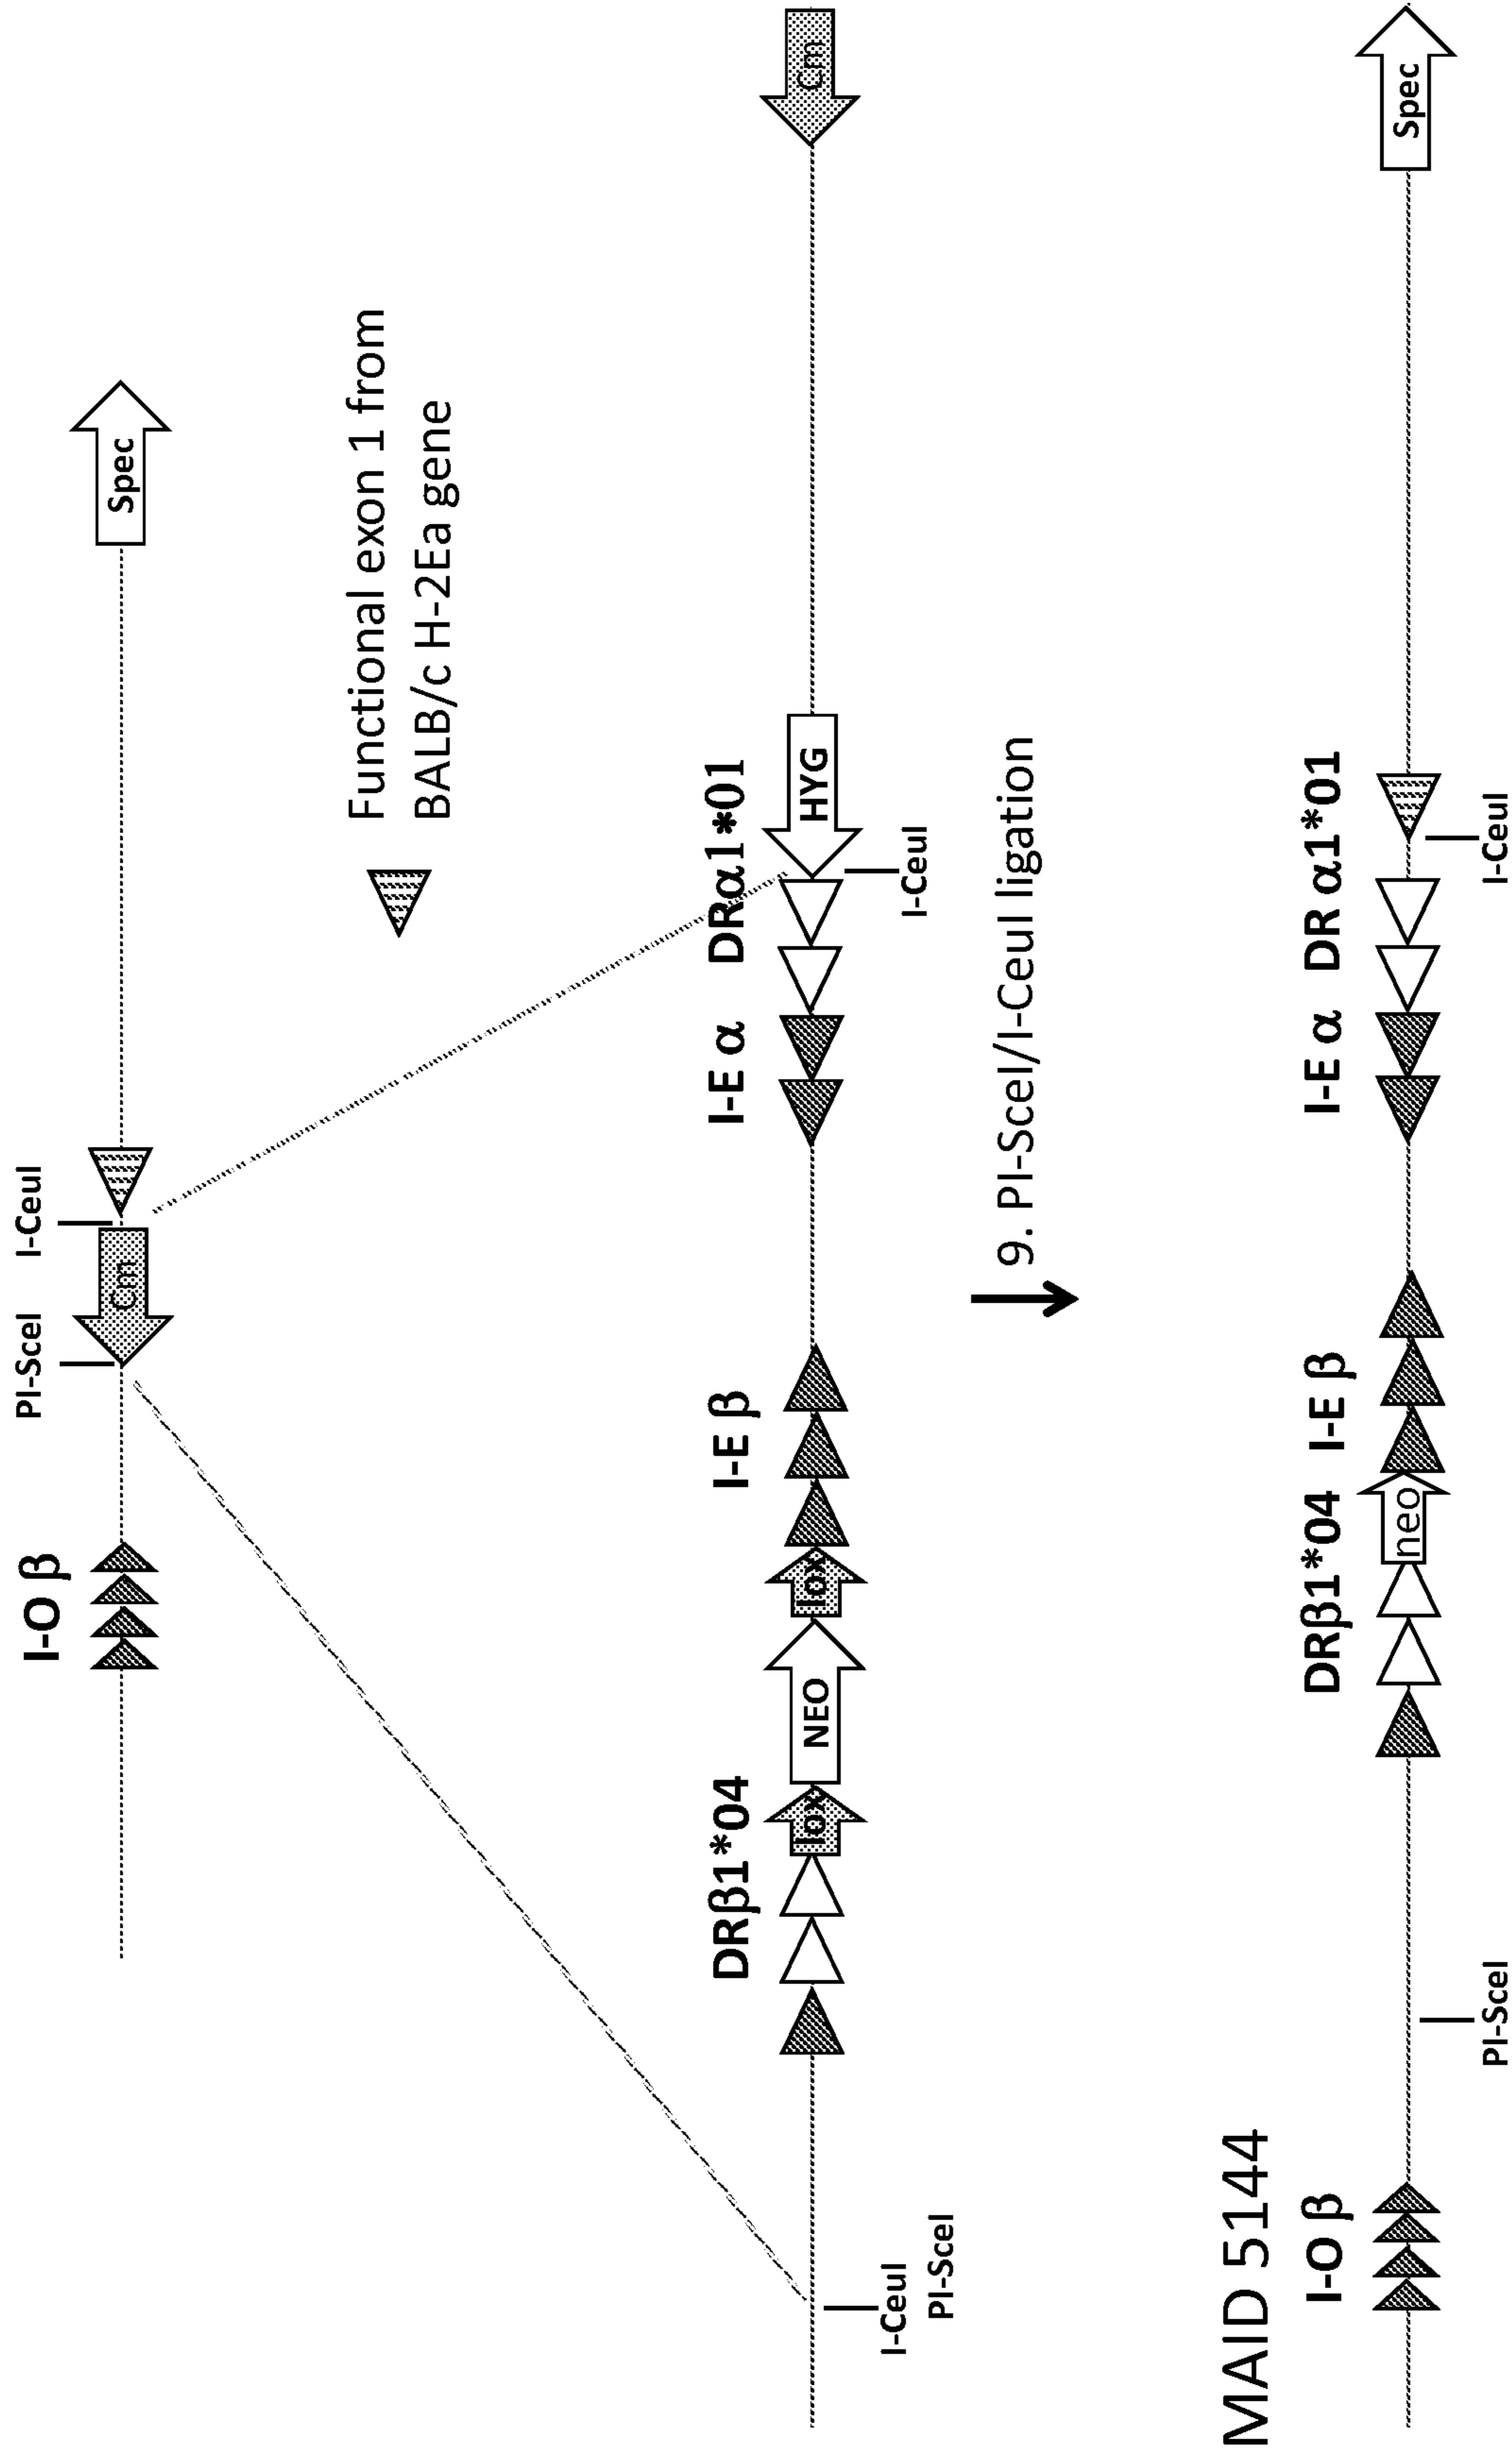 I-O β
PI-SceI
I-CeuI
Cm
Spec
Functional exon 1 from
BALB/c H-2Ea gene
DRβ1*04
I-E β
I-E α
DRα1*01
lox
NEO
lox
HYG
Cm
I-CeuI
PI-SceI
I-CeuI
9. PI-SceI/I-CeuI ligation
MAID 5144
I-O β
DRβ1*04
I-E β
I-E α
DR α1*01
neo
Spec
PI-SceI
I-CeuI